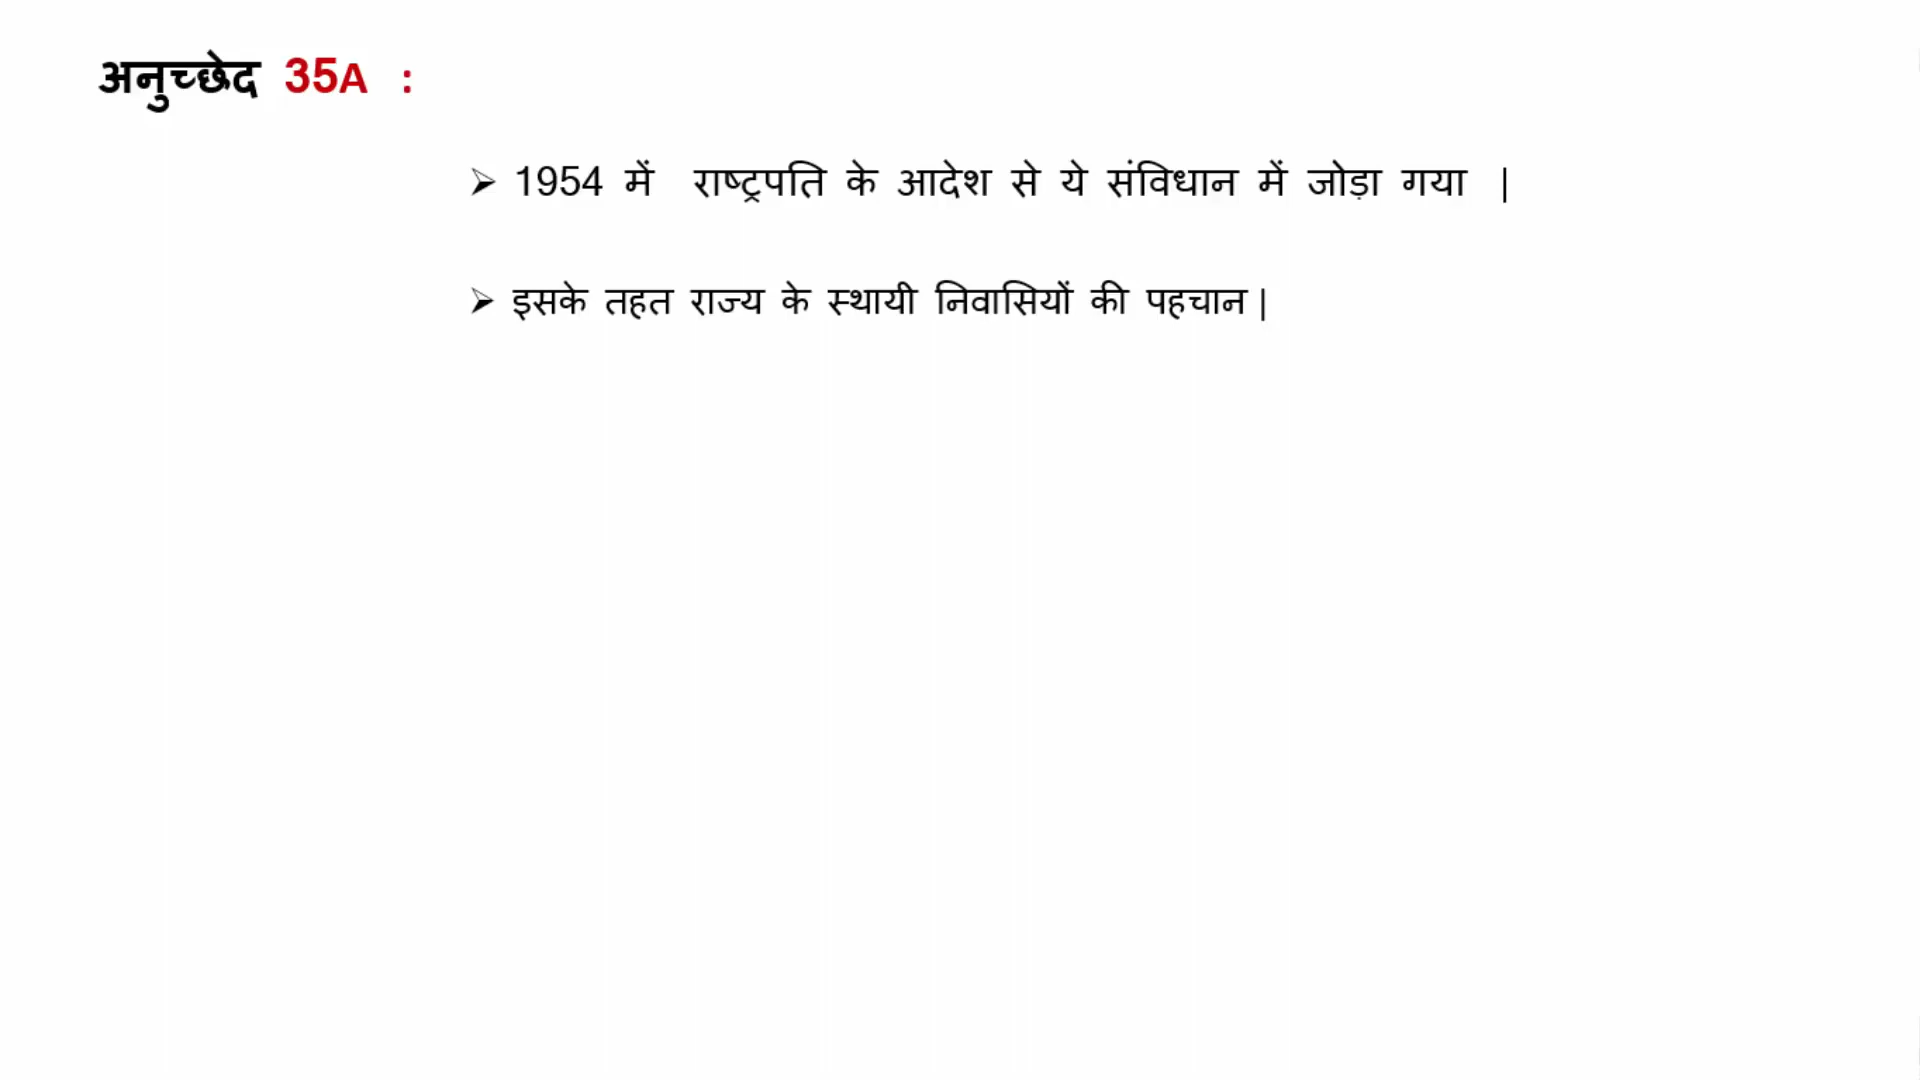 अनुच्छेद 35A :
➢ 1954 में राष्ट्रपति के आदेश से ये संविधान में जोड़ा गया |
➢ इसके तहत राज्य के स्थायी निवासियों की पहचान |